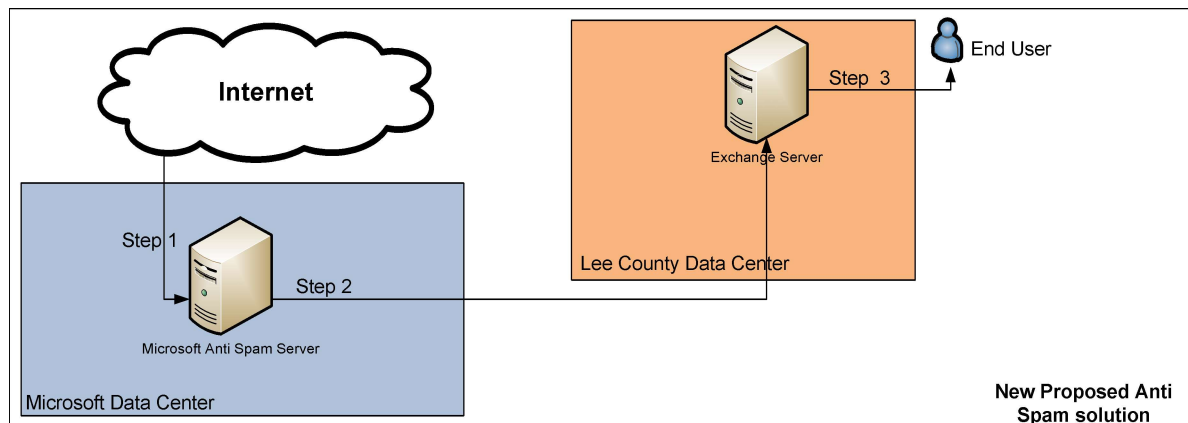 Internet
End User
Step  3
Exchange Server
Step 1
Lee County Data Center
Step 2
Microsoft Anti Spam Server
Microsoft Data Center
New Proposed Anti
Spam solution